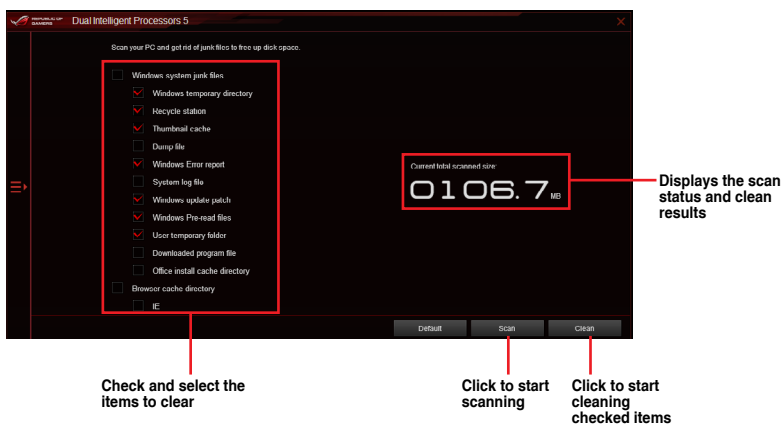 REPUBLIC OF
GAMERS
Dual Intelligent Processors 5
Scan your PC and get rid of junk files to free up disk space.
Windows system junk files
Windows temporary directory
Recycle station
Thumbnail cache
Dump file
Windows Error report
System log file
Windows update patch
Windows Pre-read files
User temporary folder
Downloaded program file
Office install cache directory
Browser cache directory
IE
Current total scanned size:
0106.7 MB
Displays the scan
status and clean
results
Default
Scan
Clean
Check and select the
items to clear
Click to start
scanning
Click to start
cleaning
checked items